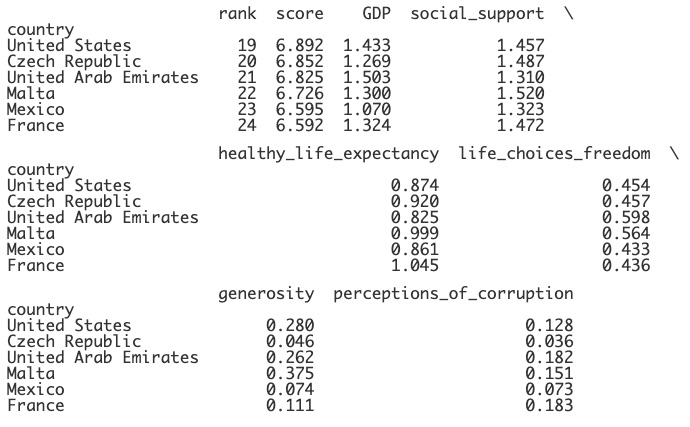 rank  score    GDP  social_support  \
country
United States           19  6.892  1.433           1.457
Czech Republic          20  6.852  1.269           1.487
United Arab Emirates    21  6.825  1.503           1.310
Malta                   22  6.726  1.300           1.520
Mexico                  23  6.595  1.070           1.323
France                  24  6.592  1.324           1.472
                      healthy_life_expectancy  life_choices_freedom  \
country
United States                           0.874                 0.454
Czech Republic                          0.920                 0.457
United Arab Emirates                    0.825                 0.598
Malta                                   0.999                 0.564
Mexico                                  0.861                 0.433
France                                  1.045                 0.436
                      generosity  perceptions_of_corruption
country
United States              0.280                      0.128
Czech Republic             0.046                      0.036
United Arab Emirates       0.262                      0.182
Malta                      0.375                      0.151
Mexico                     0.074                      0.073
France                     0.111                      0.183